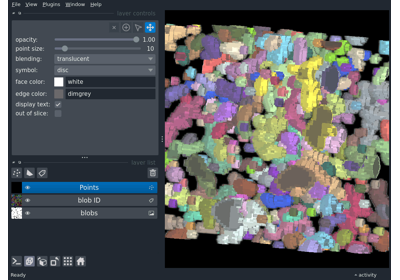 File View Plugins Window Help
layer controls
opacity: 1.00
point size: 10
blending: translucent
symbol: disc
face color: white
edge color: dimgrey
display text:
out of slice:
layer list
Points
blob ID
blobs
Ready
activity